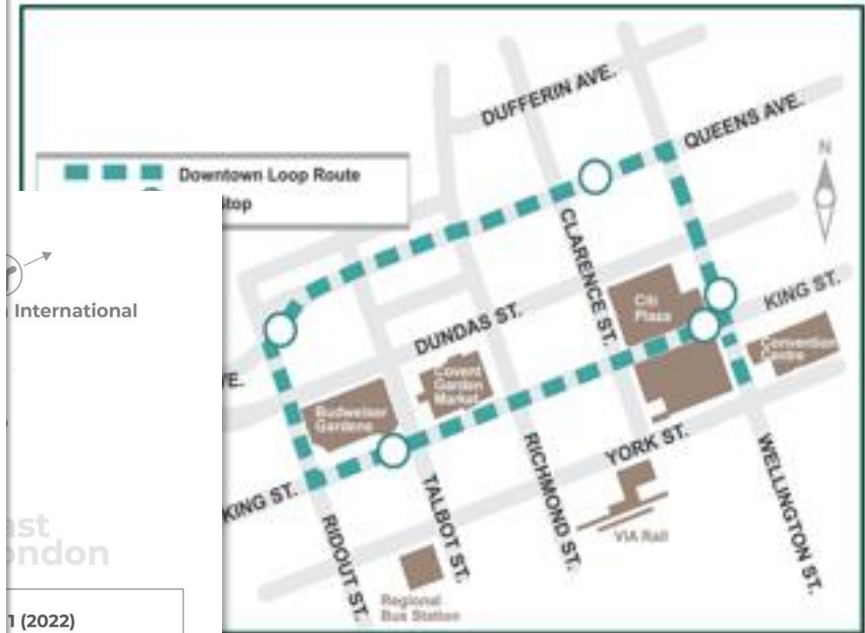 DUFFERIN AVE.
QUEENS AVE.
Downtown Loop Route
Stop
N
International
CLARENCE ST.
Citi
Plaza
KING ST.
DUNDAS ST.
Convention
Centre
VE.
Covent
Garden
Market
Budweiser
Gardens
YORK ST.
KING ST.
RICHMOND ST.
WELLINGTON ST.
TALBOT ST.
RIDOUT ST.
VIA Rail
ast
ondon
Regional
Bus Station
1 (2022)